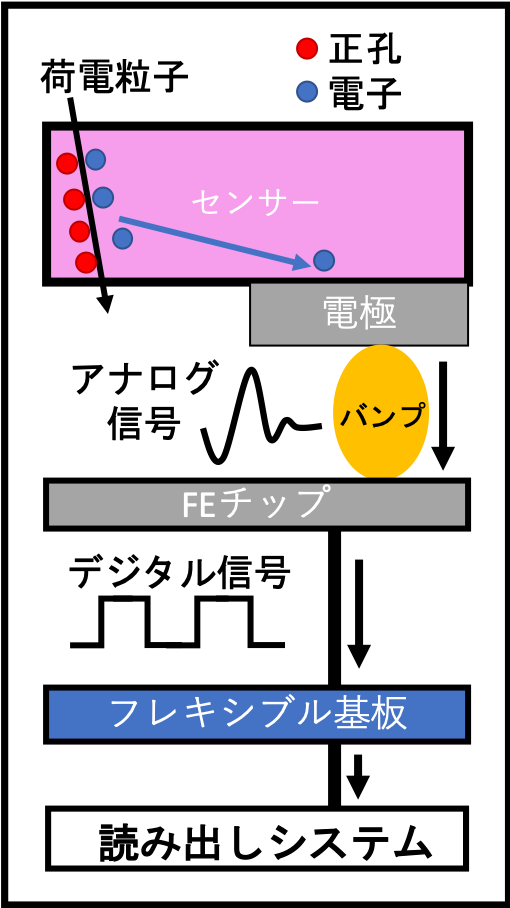 正孔
荷電粒子
電子
センサー
電極
アナログ
信号
バンプ
FEチップ
デジタル信号
フレキシブル基板
読み出しシステム